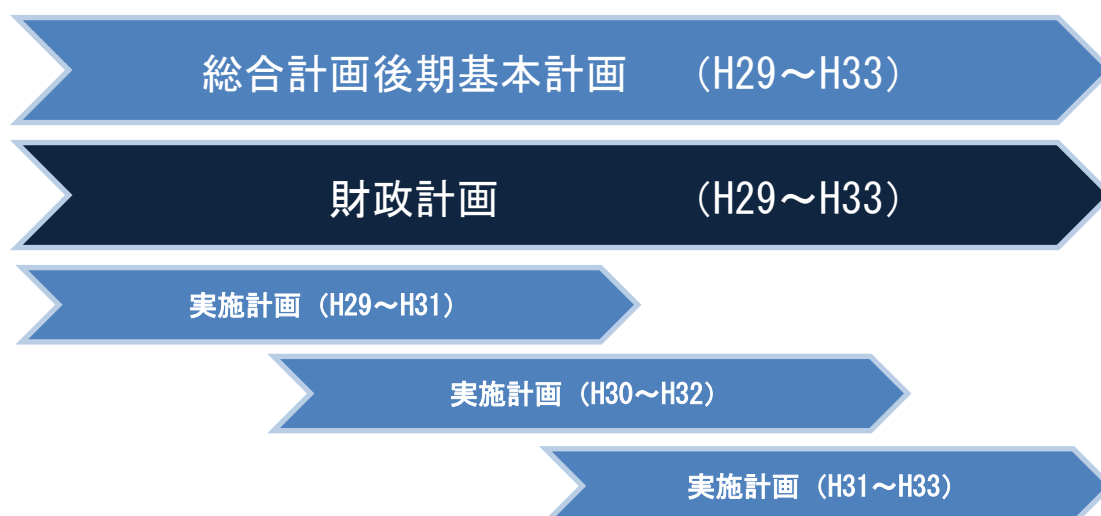 総合計画後期基本計画　（H29～H33）
財政計画　（H29～H33）
実施計画（H29～H31）
実施計画（H30～H32）
実施計画（H31～H33）